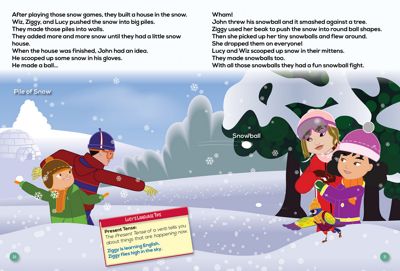 After playing those snow games, they built a house in the snow.
Wiz, Ziggy, and Lucy pushed the snow into big piles.
They made those piles into walls.
They added more and more snow until they had a little snow
house.
When the house was finished, John had an idea.
He scooped up some snow in his gloves.
He made a ball...
Wham!
John threw his snowball and it smashed against a tree.
Ziggy used her beak to push the snow into round ball shapes.
Then she picked up her tiny snowballs and flew around.
She dropped them on everyone!
Lucy and Wiz scooped up snow in their mittens.
They made snowballs too.
With all those snowballs they had a fun snowball fight.
Pile of Snow
Snowball
Lucy's Language Tips
Present Tense:
The Present Tense of a verb tells you
about things that are happening now.
Ziggy is learning English.
Ziggy flies high in the sky.